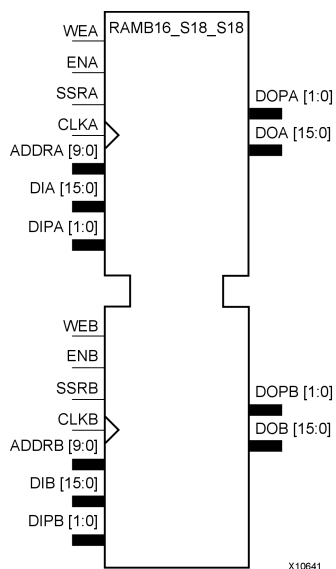 RAMB16_S18_S18
WEA
ENA
SSRA
CLKA
ADDRA [9:0]
DIA [15:0]
DIPA [1:0]
DOPA [1:0]
DOA [15:0]
WEB
ENB
SSRB
CLKB
ADDRB [9:0]
DIB [15:0]
DIPB [1:0]
DOPB [1:0]
DOB [15:0]
X10641